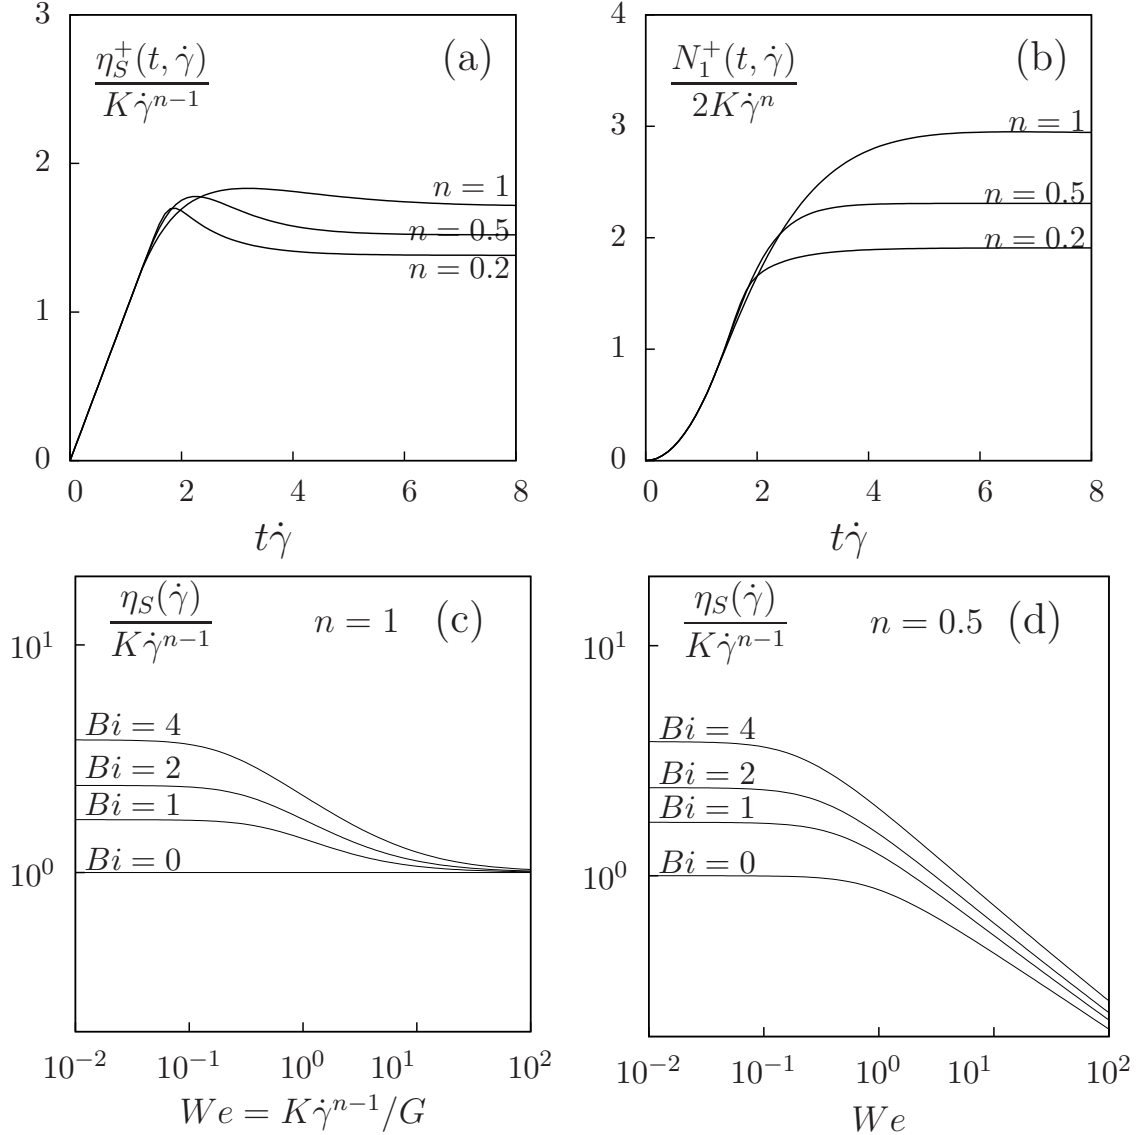 3
η_S^+(t, γ̇)
Kγ̇^{n−1}
(a)
2
n = 1
n = 0.5
n = 0.2
1
0
0 2 4 6 8
tγ̇
4
N_1^+(t, γ̇)
2Kγ̇^n
(b)
3
n = 1
n = 0.5
2
n = 0.2
1
0
0 2 4 6 8
tγ̇
η_S(γ̇)
Kγ̇^{n−1}
n = 1 (c)
10^1
Bi = 4
Bi = 2
Bi = 1
Bi = 0
10^0
10^{−2} 10^{−1} 10^0 10^1 10^2
We = Kγ̇^{n−1}/G
η_S(γ̇)
Kγ̇^{n−1}
n = 0.5 (d)
10^1
Bi = 4
Bi = 2
Bi = 1
Bi = 0
10^0
10^{−2} 10^{−1} 10^0 10^1 10^2
We